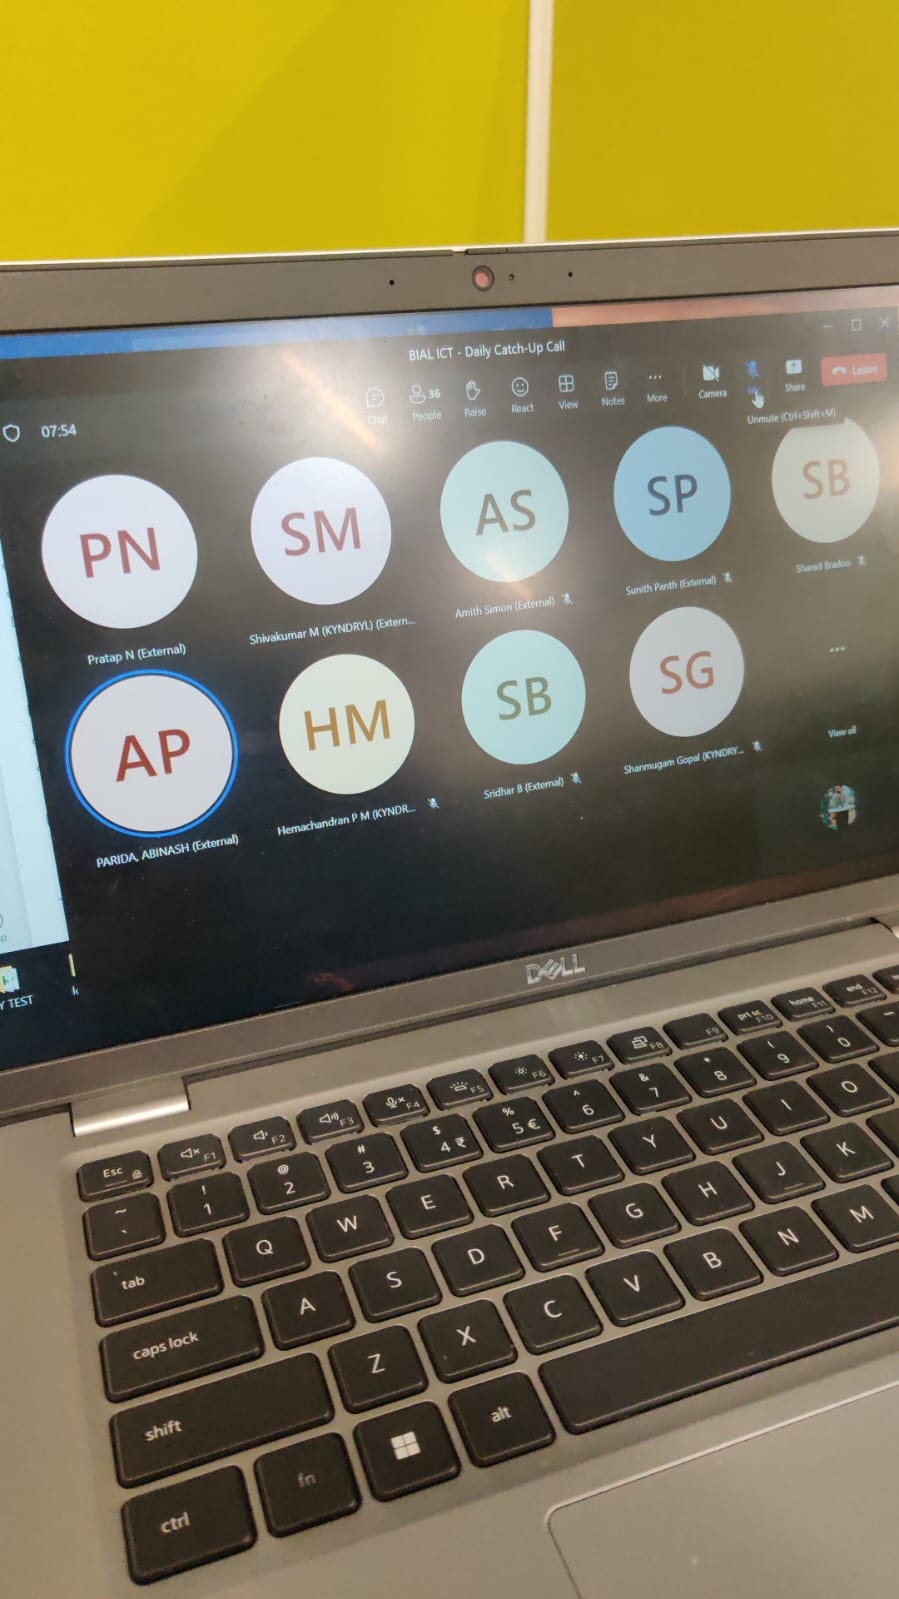 BIAL ICT - Daily Catch-Up Call
07:54
Chat
36
People
Raise
React
View
Notes
More
Camera
Mic
Share
Leave
Unmute (Ctrl+Shift+M)
PN
SM
AS
SP
SB
Pratap N (External)
Shivakumar M (KYNDRYL) (Extern...
Amith Simon (External)
Sunith Panth (External)
Sharad Bradoo
AP
HM
SB
SG
View all
PARIDA, ABINASH (External)
Hemachandran P M (KYNDR...
Sridhar B (External)
Shanmugam Gopal (KYNDRY...
Y TEST
DELL
Esc F1 F2 F3 F4 F5 F6 F7 F8 F9 prt sc F10 home F11 end F12
~ ` ! 1 @ 2 # 3 $ 4 ₹ % 5 € ^ 6 & 7 * 8 ( 9 ) 0
tab Q W E R T Y U I O
caps lock A S D F G H J K
shift Z X C V B N M
ctrl fn alt